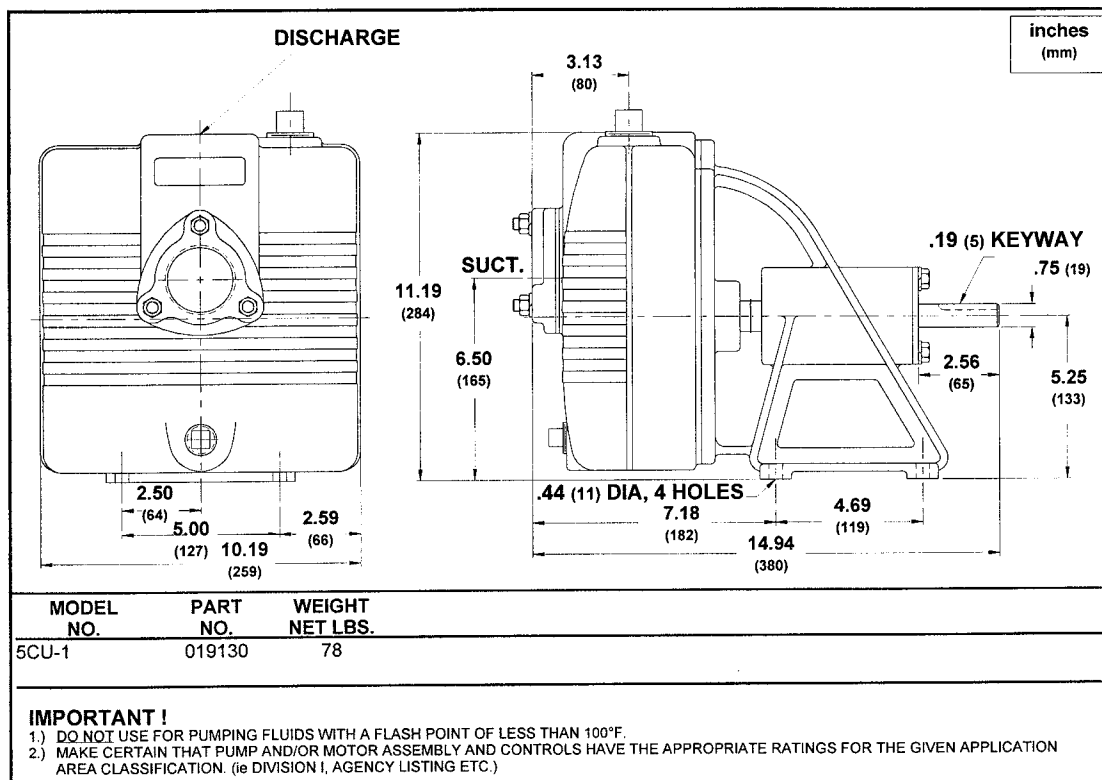 DISCHARGE
inches
(mm)
3.13
(80)
.19 (5) KEYWAY
.75 (19)
SUCT.
11.19
(284)
6.50
(165)
2.56
(65)
5.25
(133)
.44 (11) DIA, 4 HOLES
2.50
(64)
5.00
(127)
2.59
(66)
10.19
(259)
7.18
(182)
4.69
(119)
14.94
(380)
MODEL NO. PART NO. WEIGHT NET LBS.
5CU-1 019130 78
IMPORTANT !
1.) DO NOT USE FOR PUMPING FLUIDS WITH A FLASH POINT OF LESS THAN 100°F.
2.) MAKE CERTAIN THAT PUMP AND/OR MOTOR ASSEMBLY AND CONTROLS HAVE THE APPROPRIATE RATINGS FOR THE GIVEN APPLICATION
AREA CLASSIFICATION. (ie DIVISION I, AGENCY LISTING ETC.)